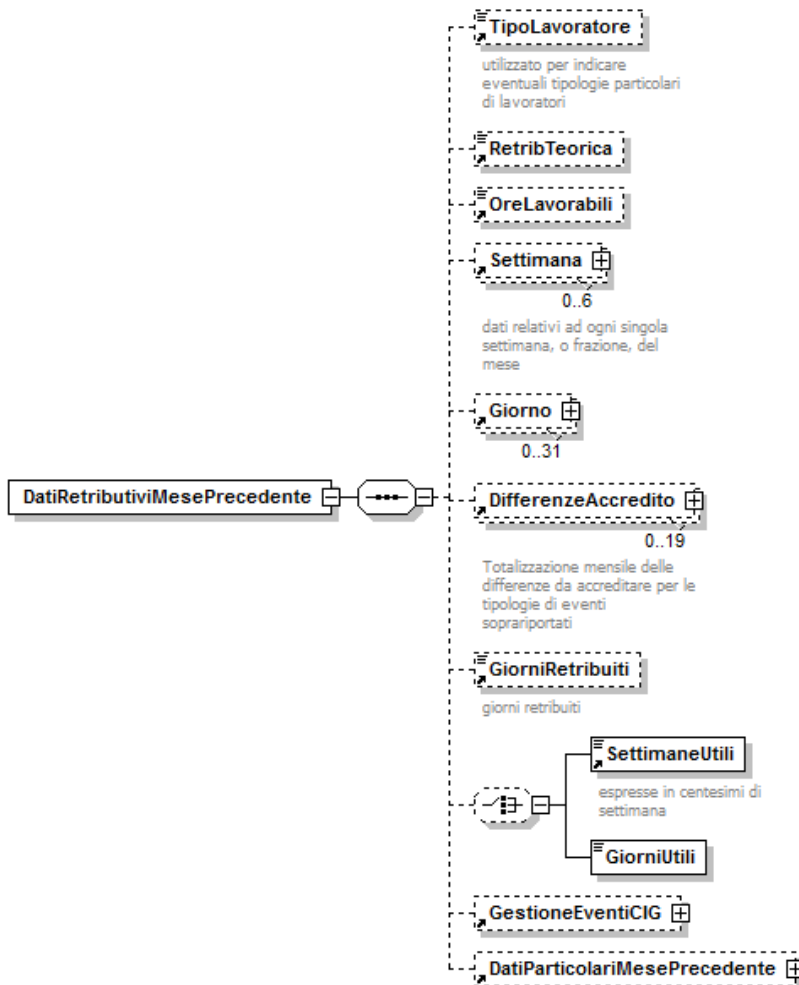 TipoLavoratore
utilizzato per indicare
eventuali tipologie particolari
di lavoratori
RetribTeorica
OreLavorabili
Settimana
0..6
dati relativi ad ogni singola
settimana, o frazione, del
mese
Giorno
0..31
DatiRetributiviMesePrecedente
DifferenzeAccredito
0..19
Totalizzazione mensile delle
differenze da accreditare per le
tipologie di eventi
soprariportati
GiorniRetribuiti
giorni retribuiti
SettimaneUtili
espresse in centesimi di
settimana
GiorniUtili
GestioneEventiCIG
DatiParticolariMesePrecedente